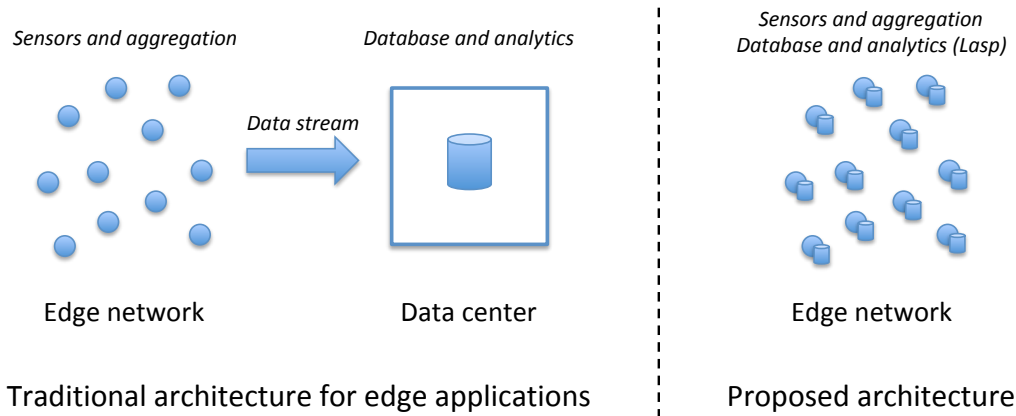 Sensors and aggregation
Database and analytics
Data stream
Edge network
Data center
Traditional architecture for edge applications
Sensors and aggregation
Database and analytics (Lasp)
Edge network
Proposed architecture